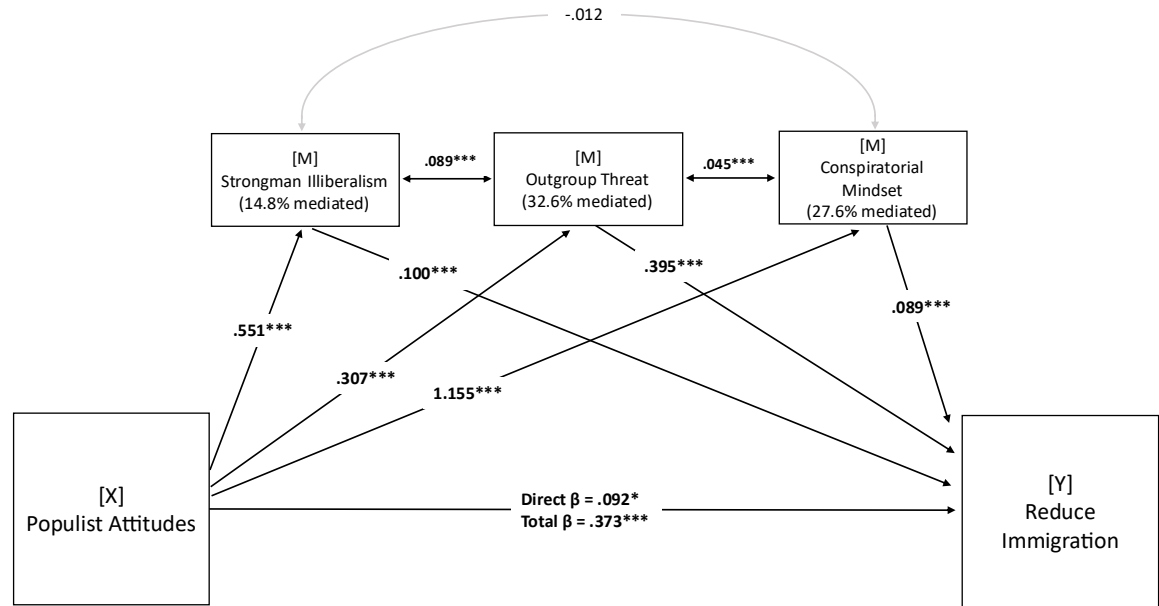 -.012
[M]
Strongman Illiberalism
(14.8% mediated)
.089***
[M]
Outgroup Threat
(32.6% mediated)
.045***
[M]
Conspiratorial
Mindset
(27.6% mediated)
.100***
.395***
.089***
.551***
.307***
1.155***
[X]
Populist Attitudes
Direct β = .092*
Total β = .373***
[Y]
Reduce
Immigration